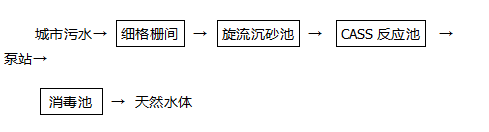 城市污水→ 细格栅间 → 旋流沉砂池 → CASS 反应池 →
泵站→
消毒池 → 天然水体